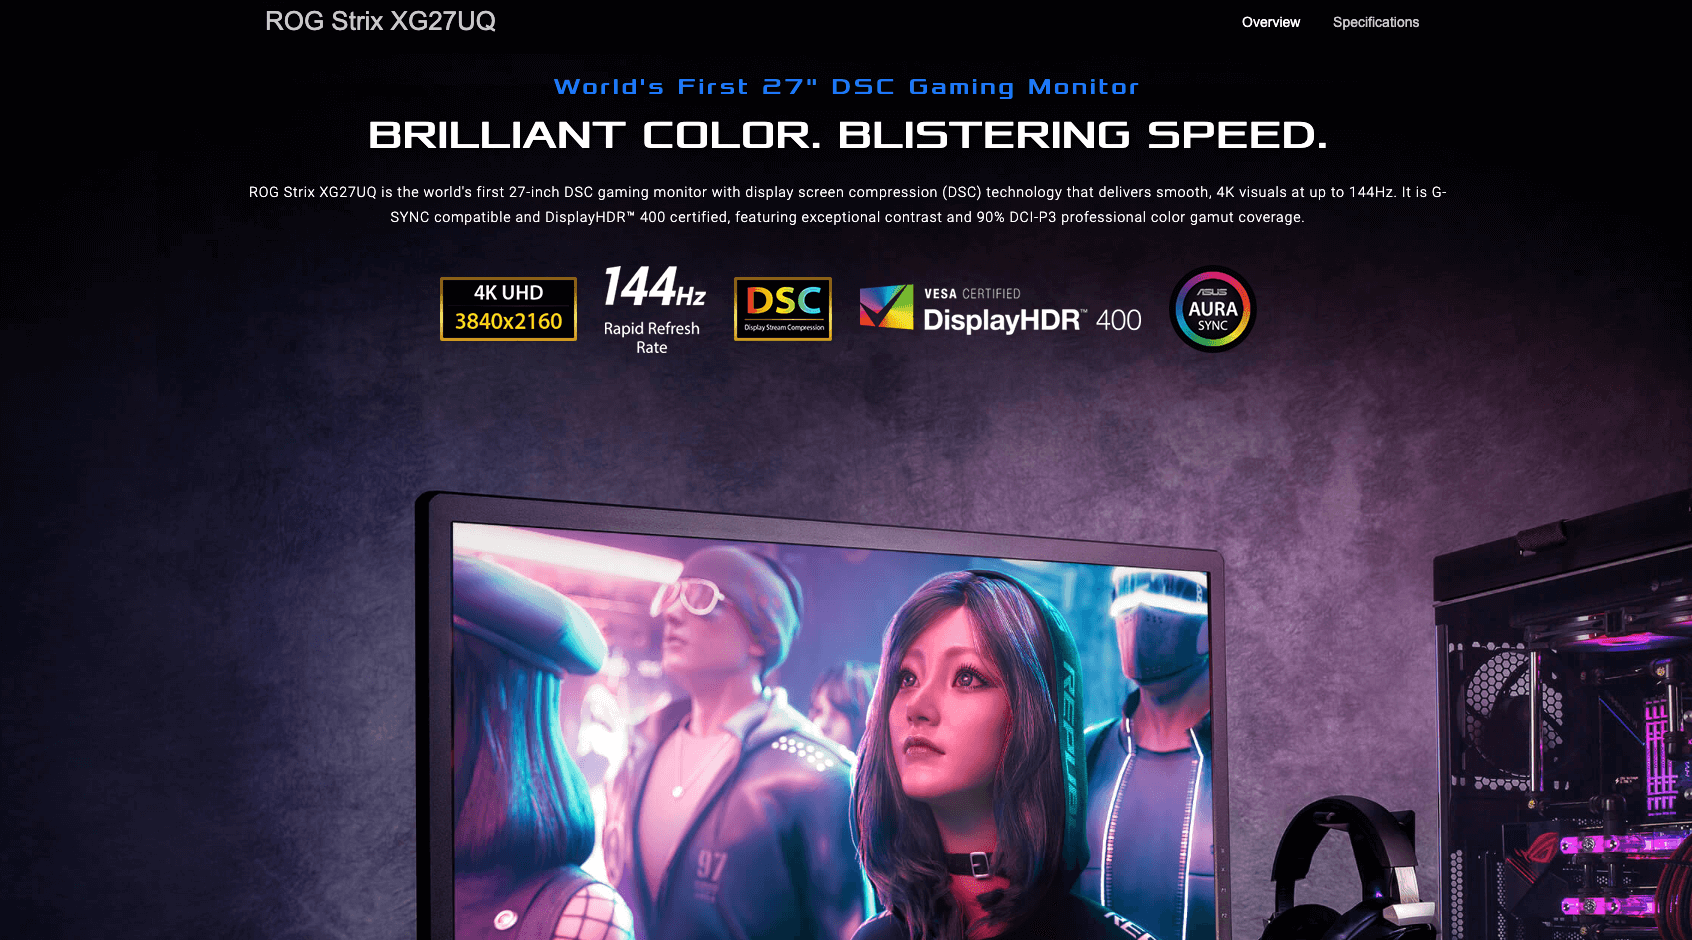 ROG Strix XG27UQ
Overview
Specifications
World's First 27" DSC Gaming Monitor
BRILLIANT COLOR. BLISTERING SPEED.
ROG Strix XG27UQ is the world's first 27-inch DSC gaming monitor with display screen compression (DSC) technology that delivers smooth, 4K visuals at up to 144Hz. It is G-
SYNC compatible and DisplayHDR™ 400 certified, featuring exceptional contrast and 90% DCI-P3 professional color gamut coverage.
4K UHD
3840x2160
144Hz
Rapid Refresh
Rate
DSC
Display Stream Compression
VESA CERTIFIED
DisplayHDR™ 400
ASUS
AURA
SYNC
97